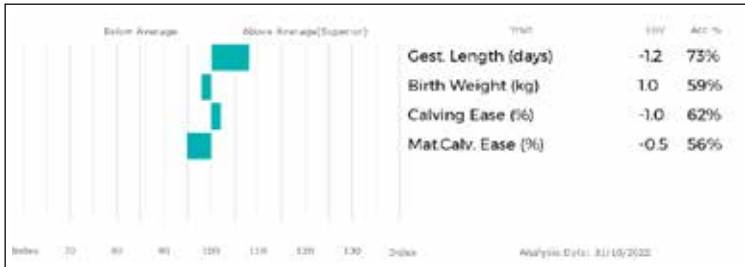 Below Average Above Average(Superior) Trait EBV Acc %
Gest. Length (days) -1.2 73%
Birth Weight (kg) 1.0 59%
Calving Ease (%) -1.0 62%
Mat.Calv. Ease (%) -0.5 56%
Index 70 80 90 100 110 120 130 Index Analysis Date: 31/10/2022